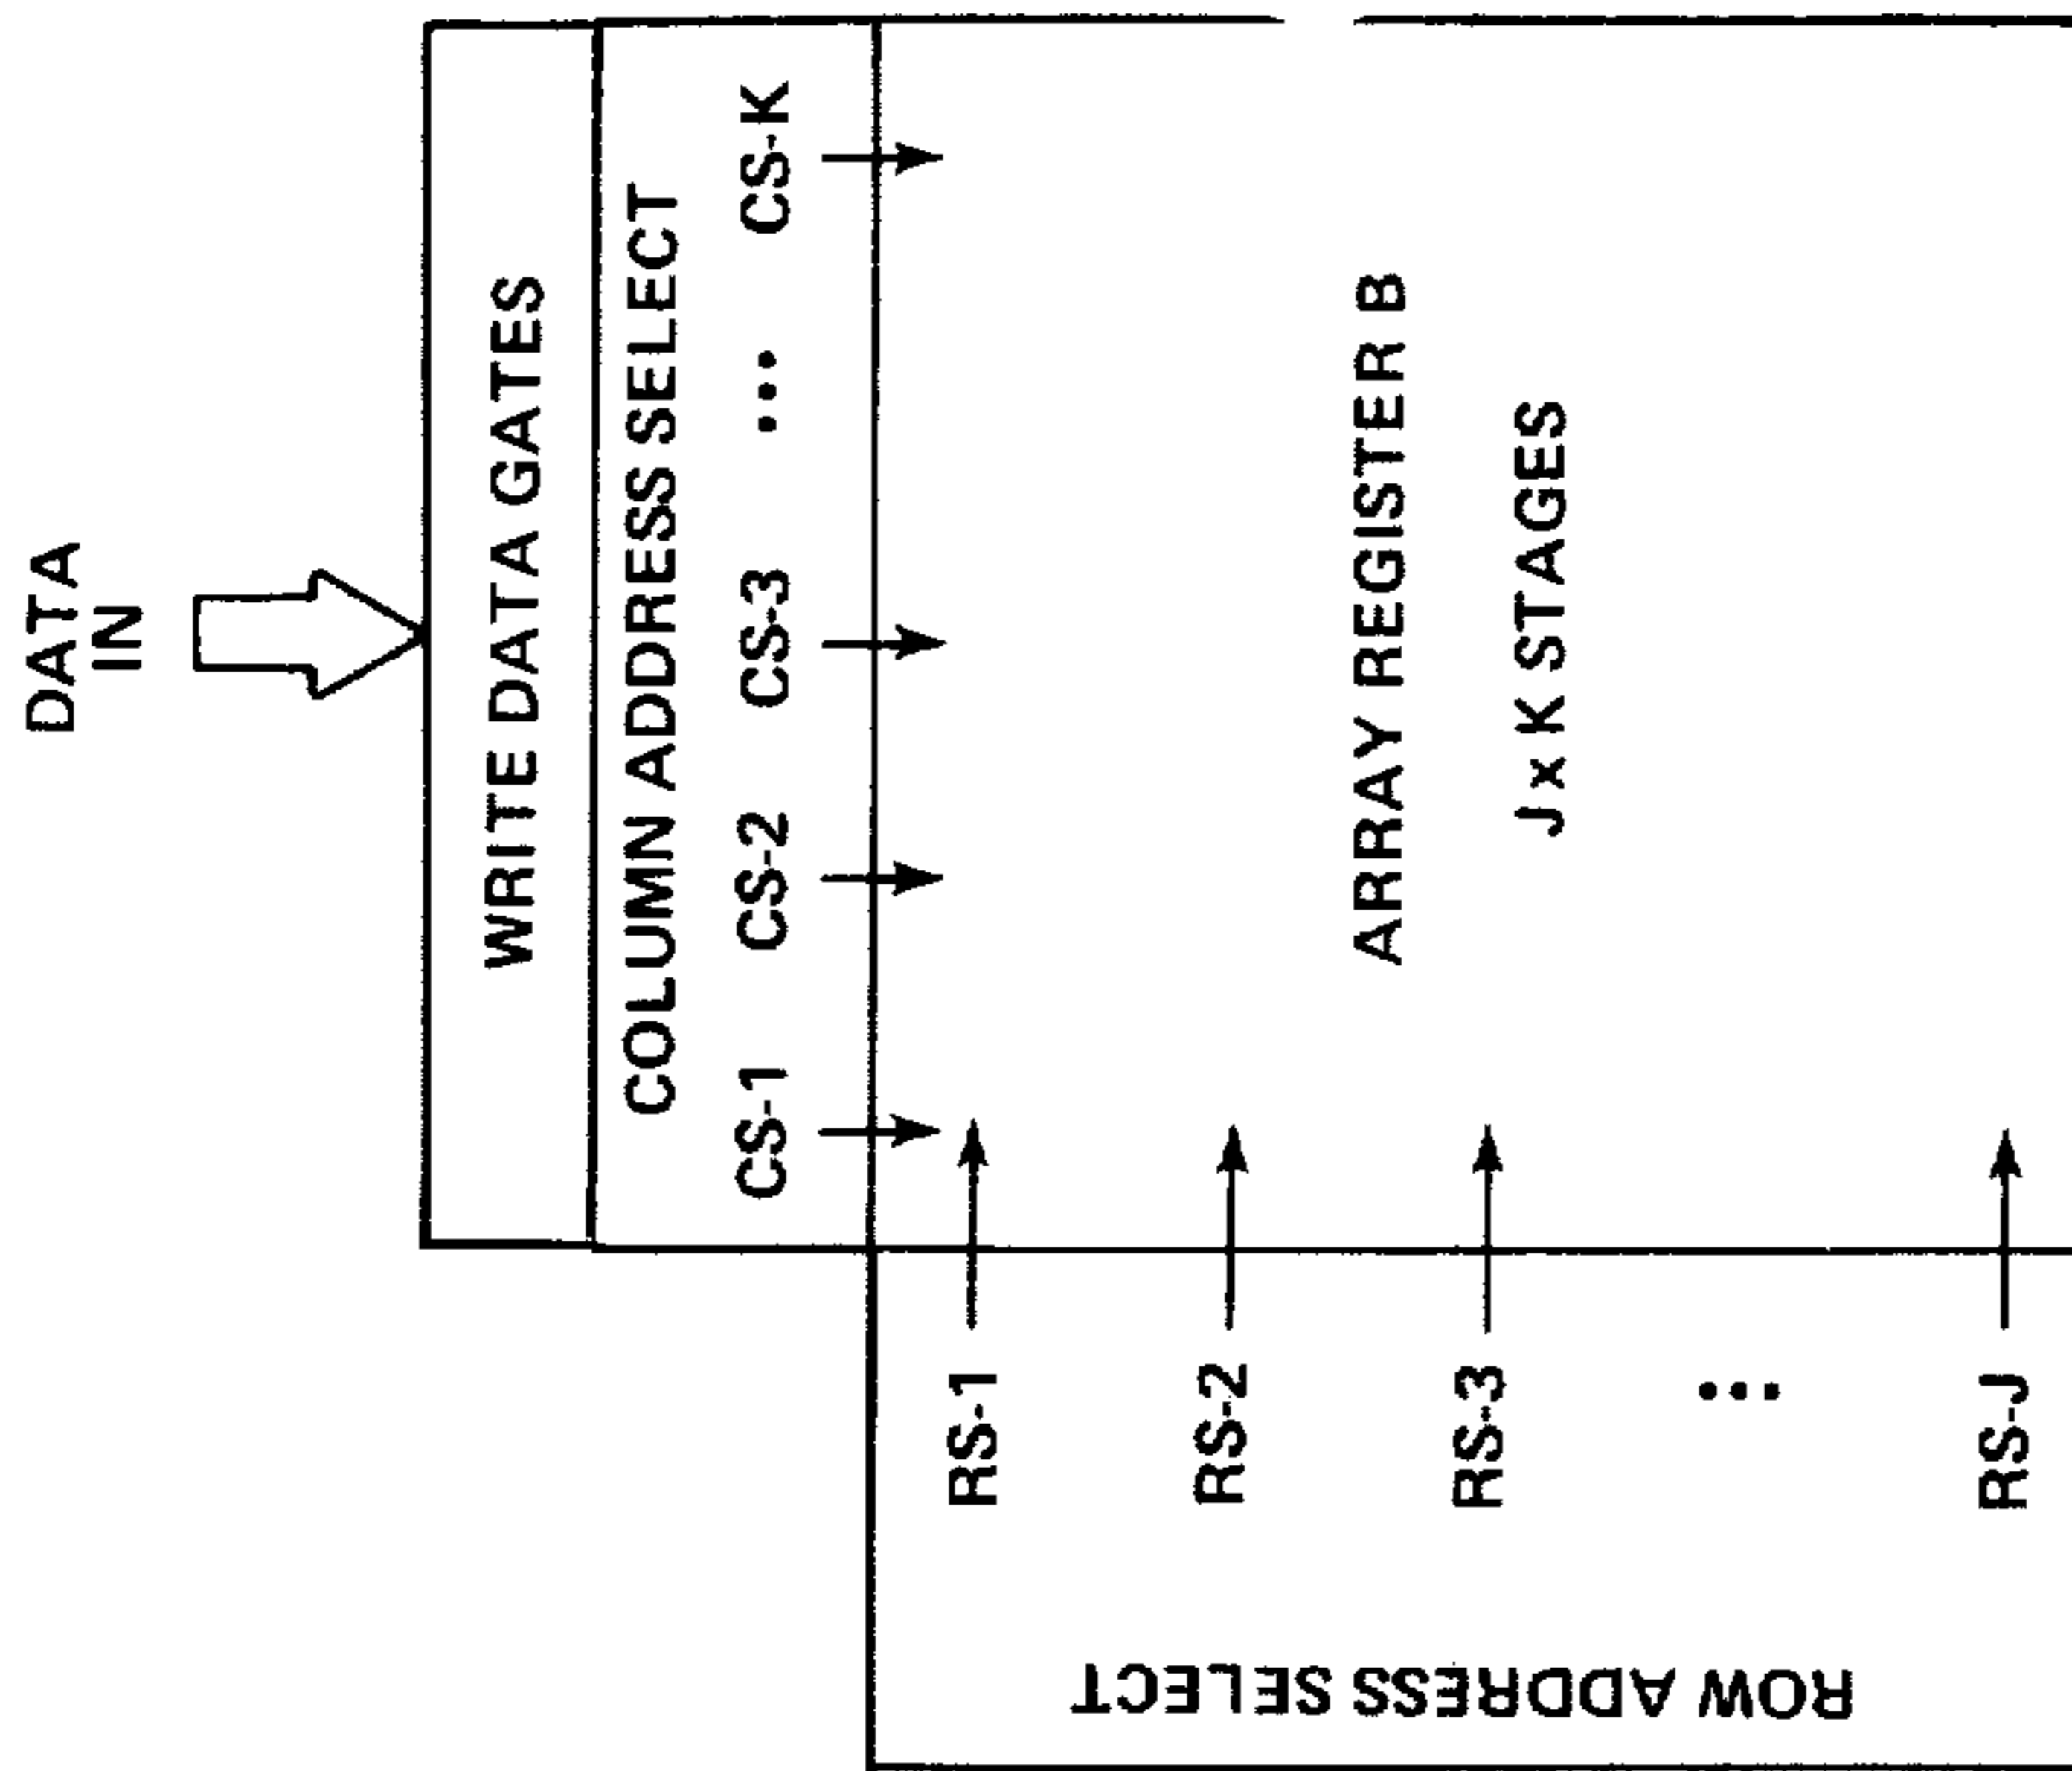 DATA
IN
WRITE DATA GATES
COLUMN ADDRESS SELECT
CS-1 CS-2 CS-3 ••• CS-K
ROW ADDRESS SELECT
RS-1
RS-2
RS-3
•••
RS-J
ARRAY REGISTER B
J x K STAGES